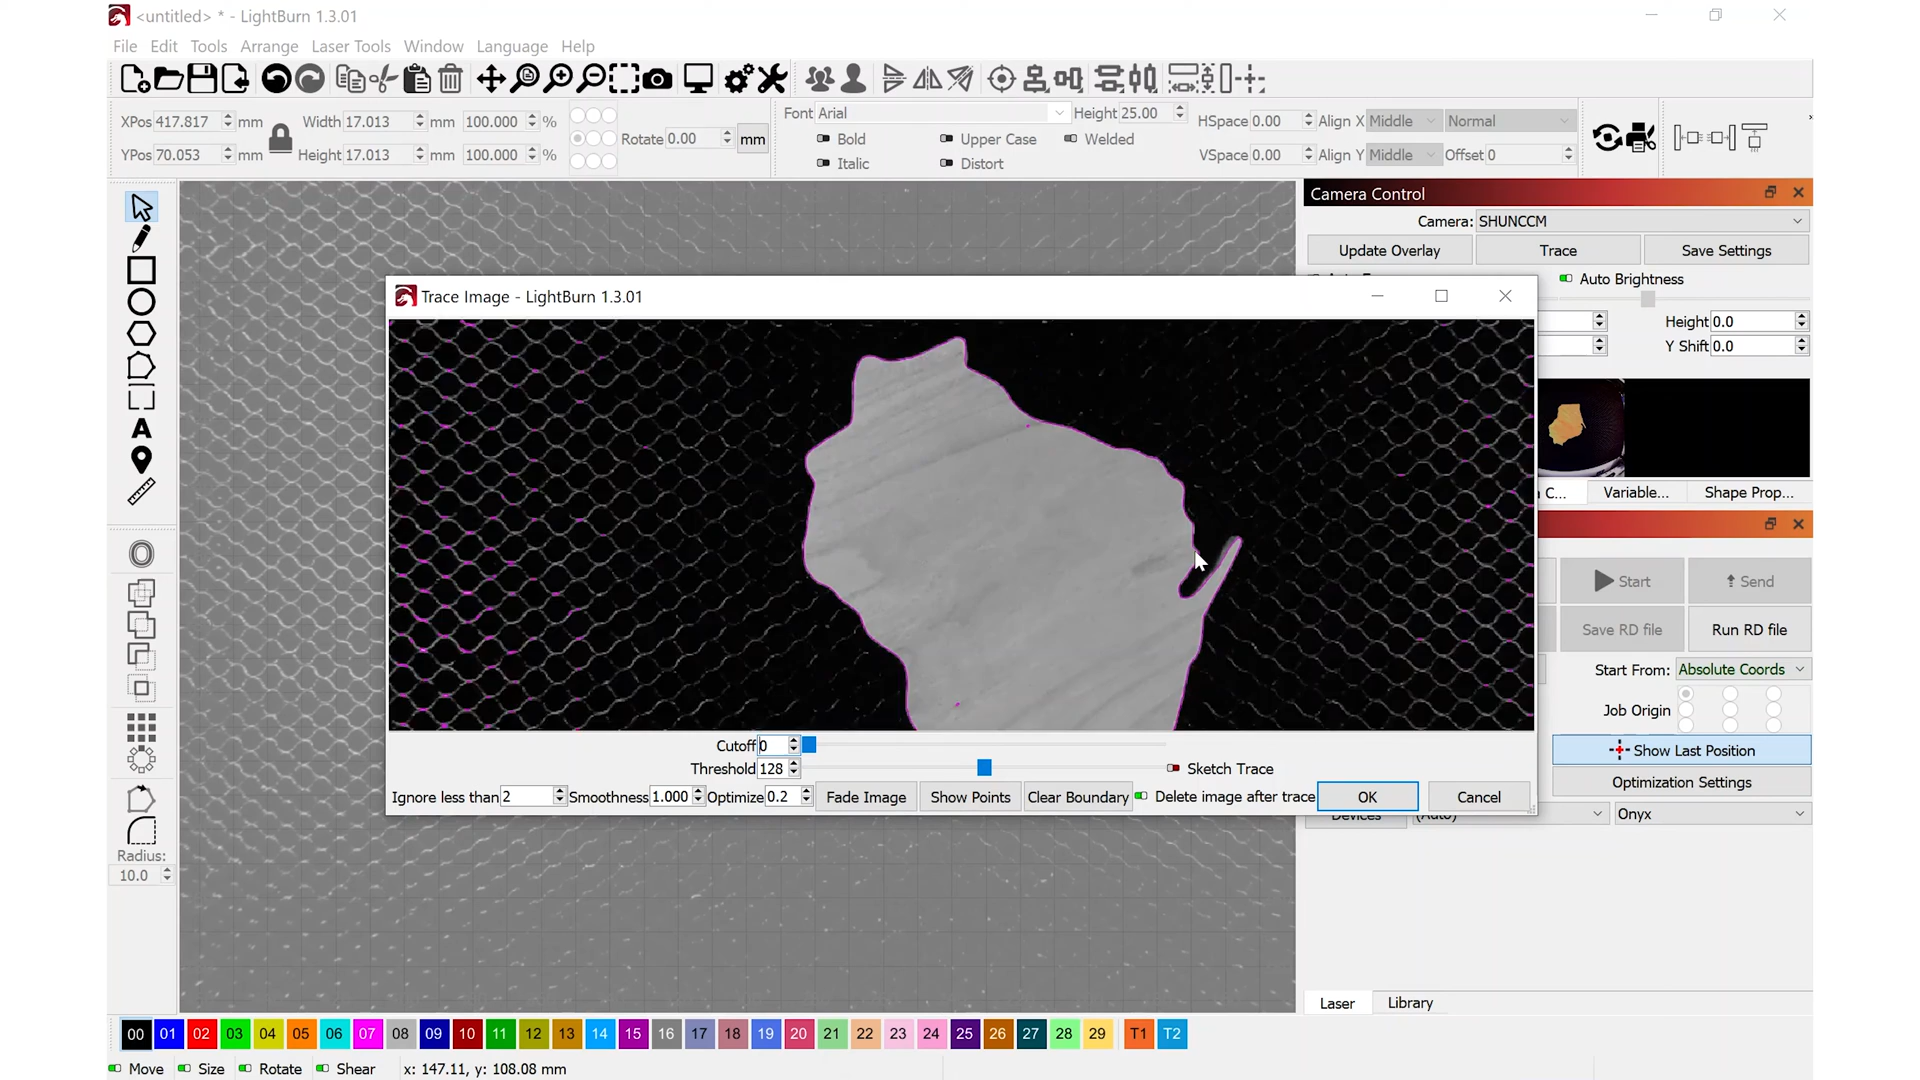 <untitled> * - LightBurn 1.3.01
File Edit Tools Arrange Laser Tools Window Language Help
XPos 417.817 mm Width 17.013 mm 100.000 %
YPos 70.053 mm Height 17.013 mm 100.000 %
Rotate 0.00 mm
Font Arial Height 25.00
Bold Upper Case Welded
Italic Distort
HSpace 0.00 Align X Middle Normal
VSpace 0.00 Align Y Middle Offset 0
Camera Control
Camera: SHUNCCM
Update Overlay Trace Save Settings
Auto Brightness
Height 0.0
Y Shift 0.0
C... Variable... Shape Prop...
Trace Image - LightBurn 1.3.01
Cutoff 0
Threshold 128 Sketch Trace
Ignore less than 2 Smoothness 1.000 Optimize 0.2 Fade Image Show Points Clear Boundary Delete image after trace OK Cancel
Start Send
Save RD file Run RD file
Start From: Absolute Coords
Job Origin
Show Last Position
Optimization Settings
Devices (Auto) Onyx
A
Radius:
10.0
Laser Library
00 01 02 03 04 05 06 07 08 09 10 11 12 13 14 15 16 17 18 19 20 21 22 23 24 25 26 27 28 29 T1 T2
Move Size Rotate Shear x: 147.11, y: 108.08 mm